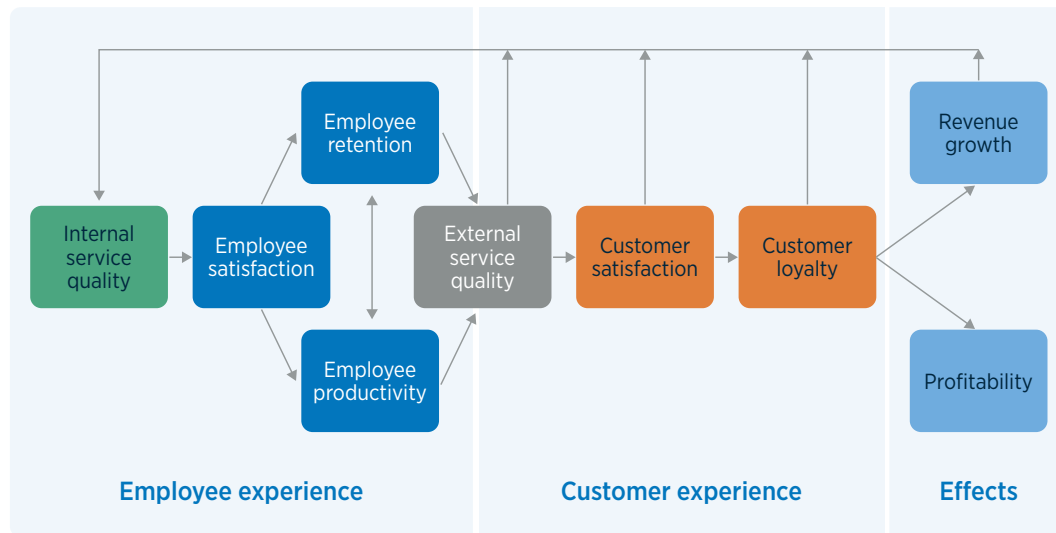 Employee
retention
Revenue
growth
Internal
service
quality
Employee
satisfaction
External
service
quality
Customer
satisfaction
Customer
loyalty
Employee
productivity
Profitability
Employee experience
Customer experience
Effects